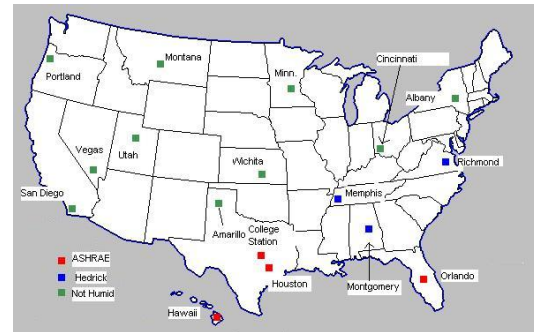 Cincinnati
Montana
Minn.
Portland
Albany
Vegas
Utah
Wichita
Richmond
San Diego
Memphis
Amarillo
College
Station
ASHRAE
Hedrick
Not Humid
Houston
Montgomery
Orlando
Hawaii